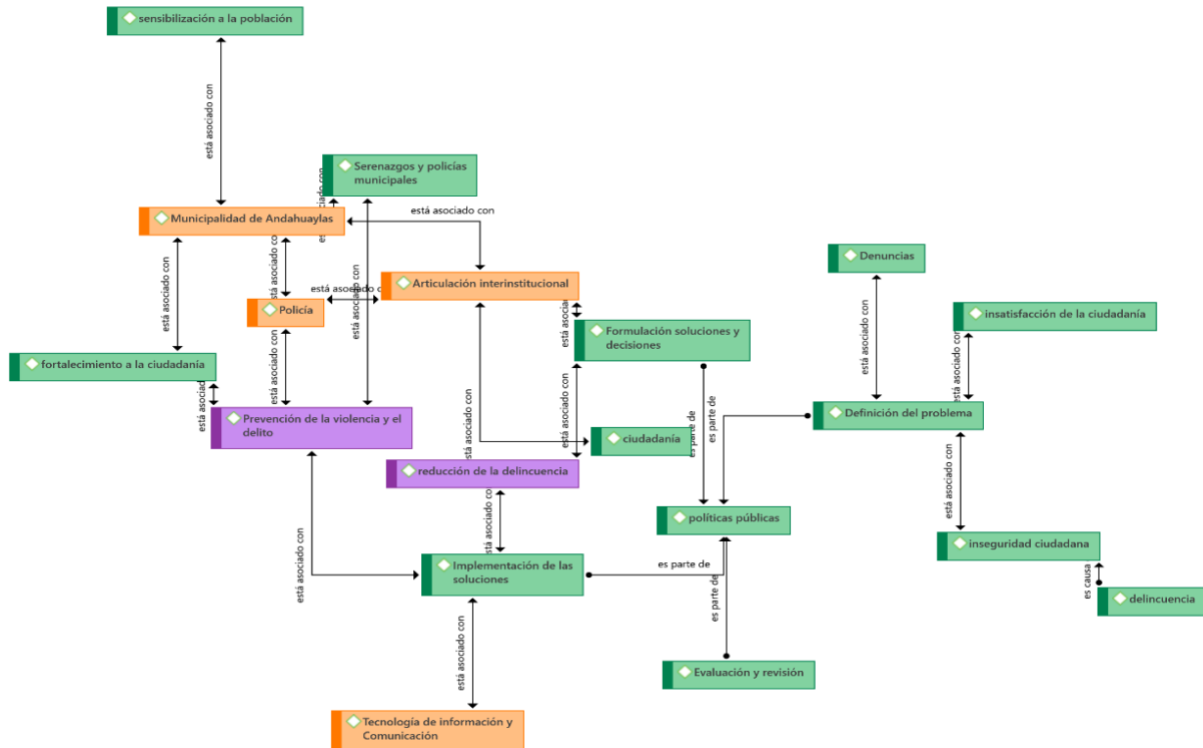 sensibilización a la población
está asociado con
Serenazgos y policías
municipales
Municipalidad de Andahuaylas
está asociado con
está asociado con
está asociado con
está asociado con
Articulación interinstitucional
Denuncias
Policía
está asociado
está asociado con
Formulación soluciones y
decisiones
insatisfacción de la ciudadanía
está asociado con
está asociado con
fortalecimiento a la ciudadanía
está asociado con
está asociado con
Prevención de la violencia y el
delito
es parte de
es parte de
Definición del problema
ciudadanía
está asociado con
está asociado con
reducción de la delincuencia
está asociado con
está asociado con
políticas públicas
está asociado con
inseguridad ciudadana
Implementación de las
soluciones
es parte de
es parte de
es causa
delincuencia
está asociado con
Evaluación y revisión
Tecnología de información y
Comunicación